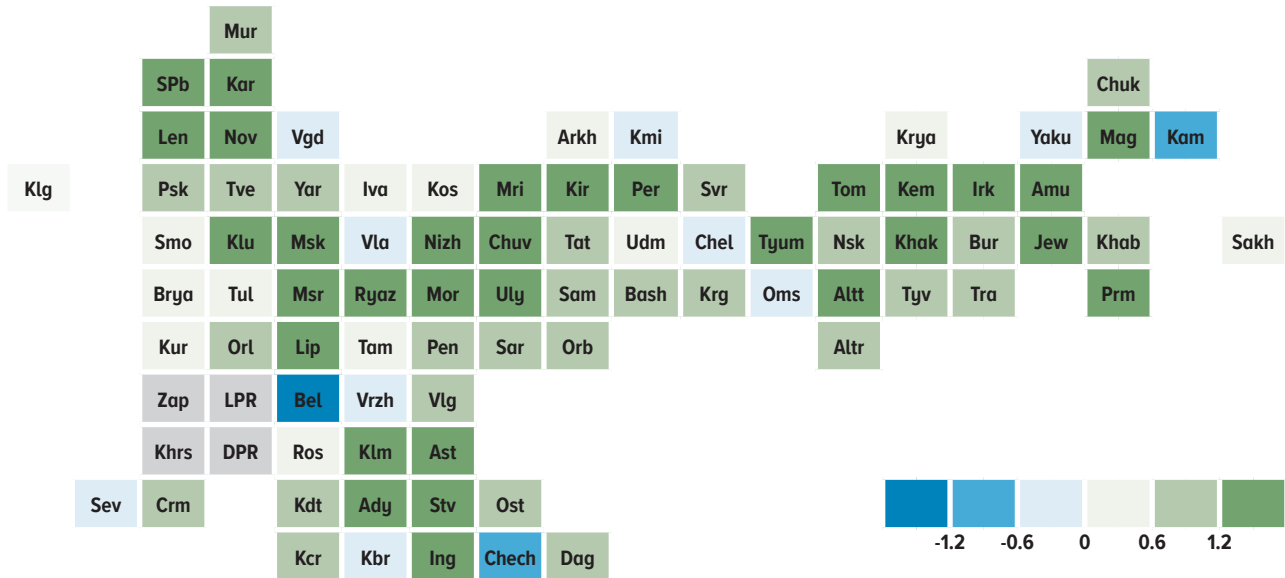 Mur
SPb Kar Chuk
Len Nov Vgd Arkh Kmi Krya Yaku Mag Kam
Klg Psk Tve Yar Iva Kos Mri Kir Per Svr Tom Kem Irk Amu
Smo Klu Msk Vla Nizh Chuv Tat Udm Chel Tyum Nsk Khak Bur Jew Khab Sakh
Brya Tul Msr Ryaz Mor Uly Sam Bash Krg Oms Altt Tyv Tra Prm
Kur Orl Lip Tam Pen Sar Orb Altr
Zap LPR Bel Vrzh Vlg
Khrs DPR Ros Klm Ast
Sev Crm Kdt Ady Stv Ost
-1.2 -0.6 0 0.6 1.2
Kcr Kbr Ing Chech Dag